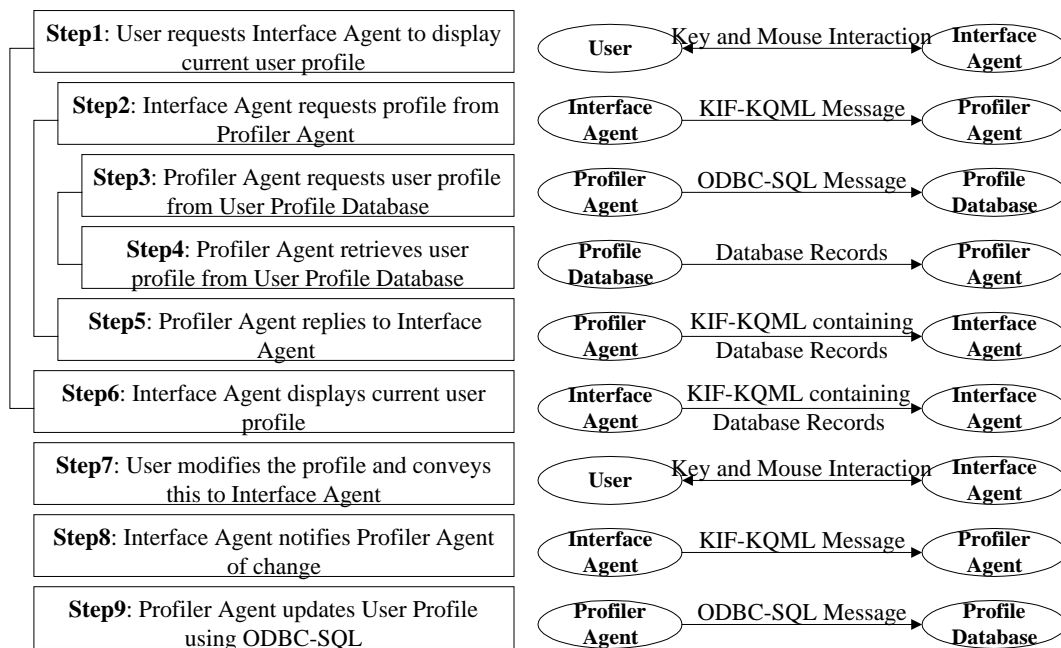 Step1: User requests Interface Agent to display
current user profile
User
Key and Mouse Interaction
Interface
Agent
Step2: Interface Agent requests profile from
Profiler Agent
Interface
Agent
KIF-KQML Message
Profiler
Agent
Step3: Profiler Agent requests user profile
from User Profile Database
Profiler
Agent
ODBC-SQL Message
Profile
Database
Step4: Profiler Agent retrieves user
profile from User Profile Database
Profile
Database
Database Records
Profiler
Agent
Step5: Profiler Agent replies to Interface
Agent
Profiler
Agent
KIF-KQML containing
Database Records
Interface
Agent
Step6: Interface Agent displays current user
profile
Interface
Agent
KIF-KQML containing
Database Records
Interface
Agent
Step7: User modifies the profile and conveys
this to Interface Agent
User
Key and Mouse Interaction
Interface
Agent
Step8: Interface Agent notifies Profiler Agent
of change
Interface
Agent
KIF-KQML Message
Profiler
Agent
Step9: Profiler Agent updates User Profile
using ODBC-SQL
Profiler
Agent
ODBC-SQL Message
Profile
Database